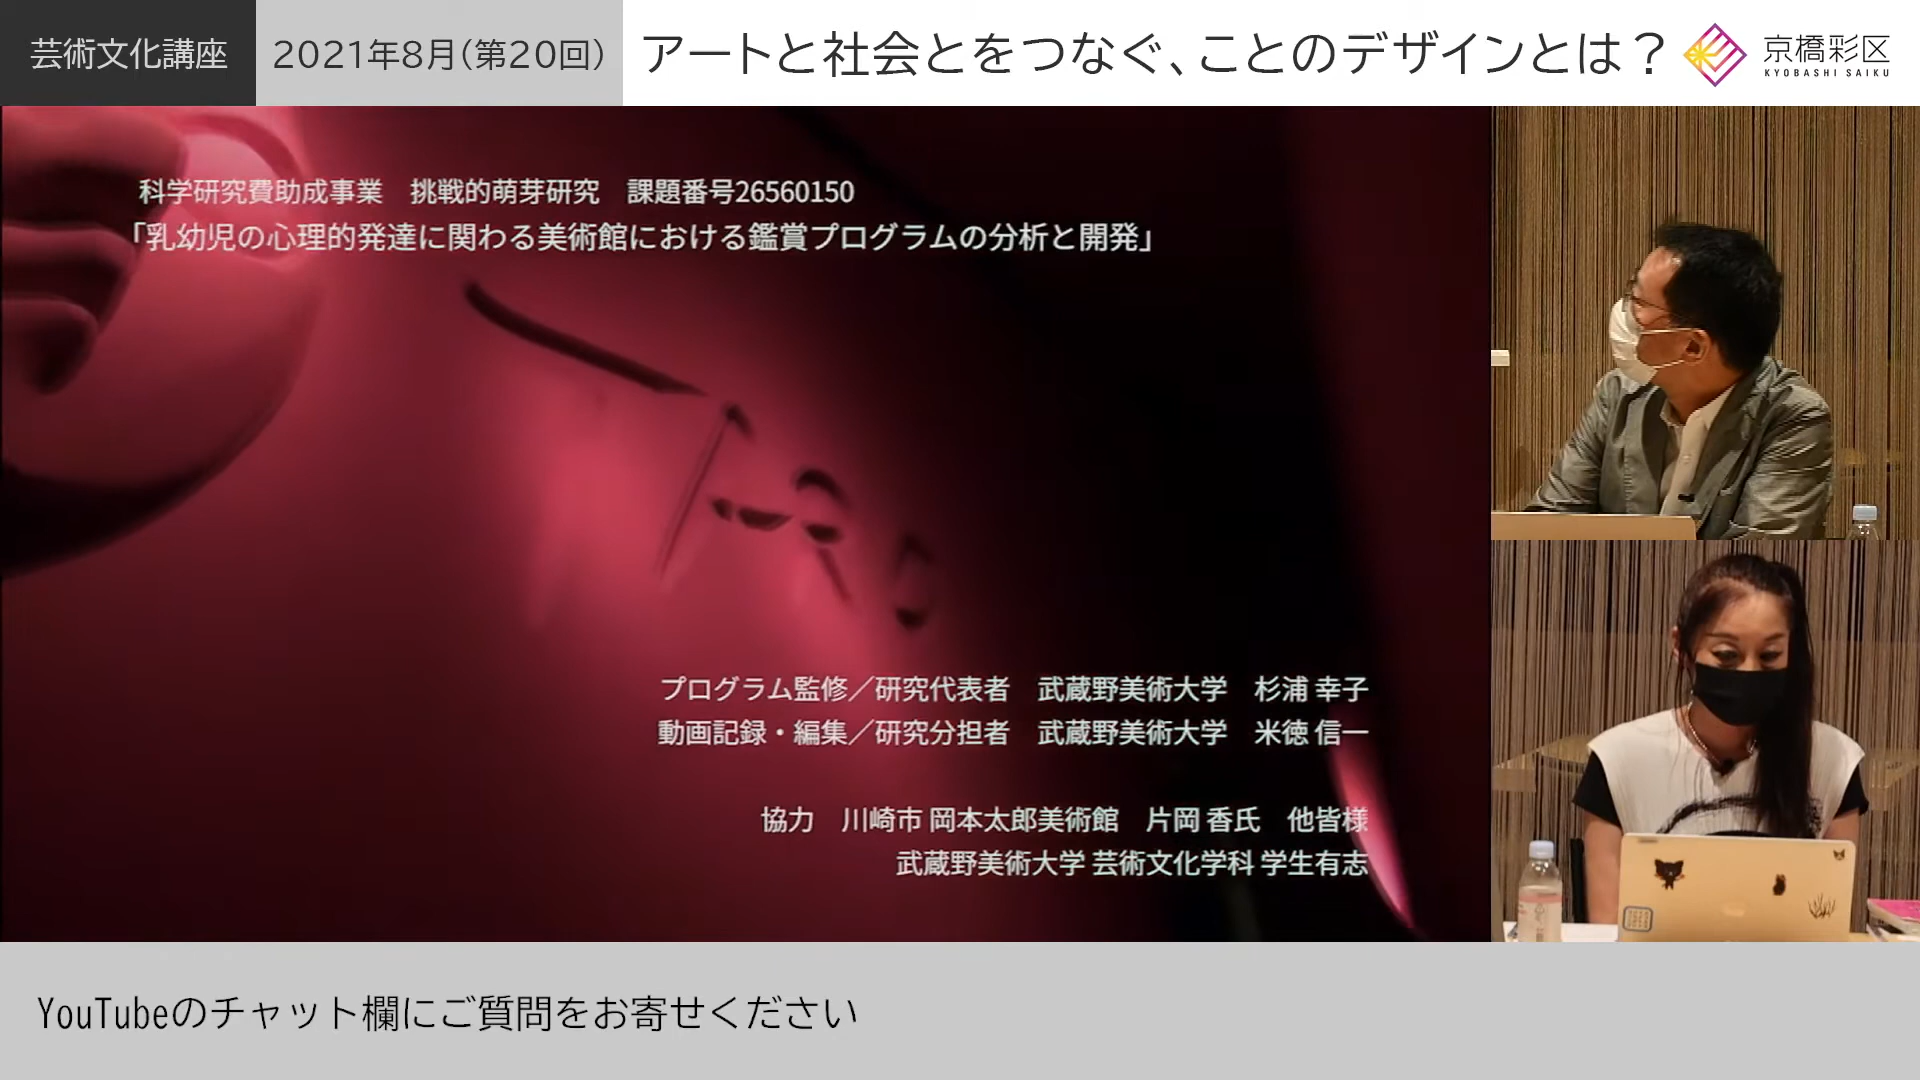 芸術文化講座
2021年8月(第20回)
アートと社会とをつなぐ、ことのデザインとは？
京橋彩区
KYOBASHI SAIKU
科学研究費助成事業　挑戦的萌芽研究　課題番号26560150
「乳幼児の心理的発達に関わる美術館における鑑賞プログラムの分析と開発」
プログラム監修／研究代表者　武蔵野美術大学　杉浦 幸子
動画記録・編集／研究分担者　武蔵野美術大学　米徳 信一
協力　川崎市 岡本太郎美術館　片岡 香氏　他皆様
武蔵野美術大学 芸術文化学科 学生有志
YouTubeのチャット欄にご質問をお寄せください